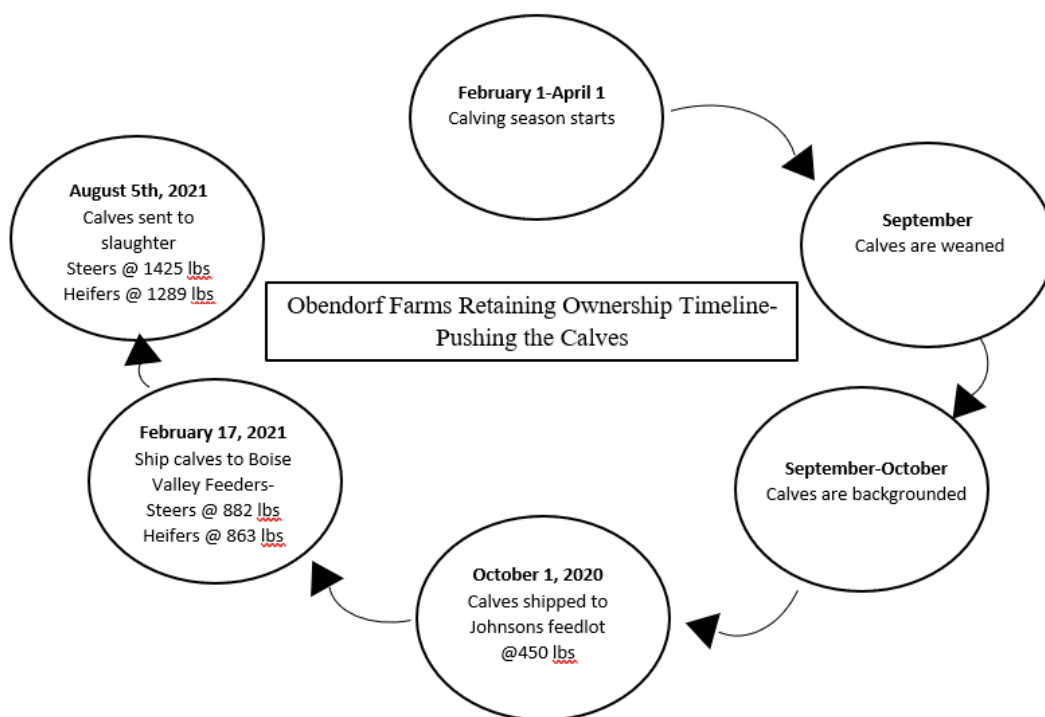 Obendorf Farms Retaining Ownership Timeline-
Pushing the Calves
February 1-April 1
Calving season starts
September
Calves are weaned
September-October
Calves are backgrounded
October 1, 2020
Calves shipped to
Johnsons feedlot
@450 lbs
February 17, 2021
Ship calves to Boise
Valley Feeders-
Steers @ 882 lbs
Heifers @ 863 lbs
August 5th, 2021
Calves sent to
slaughter
Steers @ 1425 lbs
Heifers @ 1289 lbs